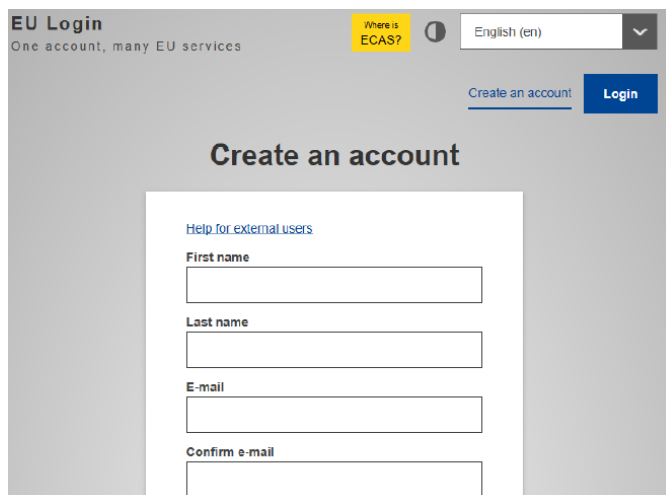 EU Login
One account, many EU services
Where is
ECAS?
English (en)
Create an account
Login
Create an account
Help for external users
First name
Last name
E-mail
Confirm e-mail